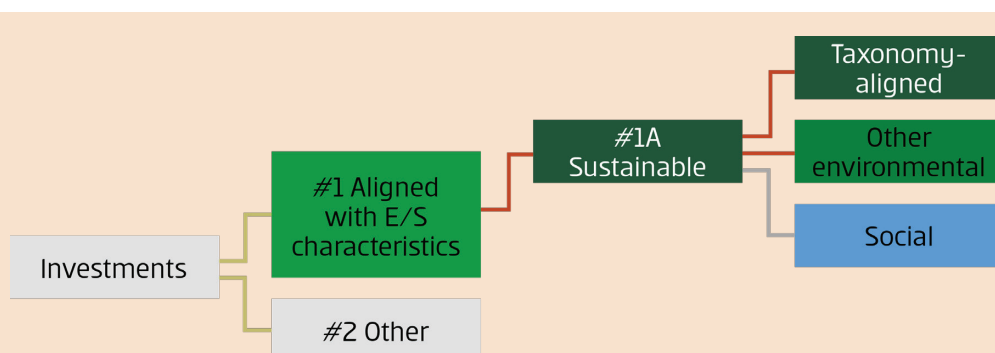 Taxonomy-
aligned
#1A
Sustainable
Other
environmental
#1 Aligned
with E/S
characteristics
Social
Investments
#2 Other